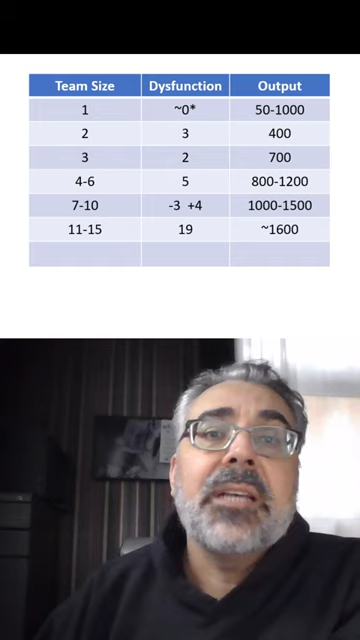 Team Size Dysfunction Output
1 ~0* 50-1000
2 3 400
3 2 700
4-6 5 800-1200
7-10 -3 +4 1000-1500
11-15 19 ~1600